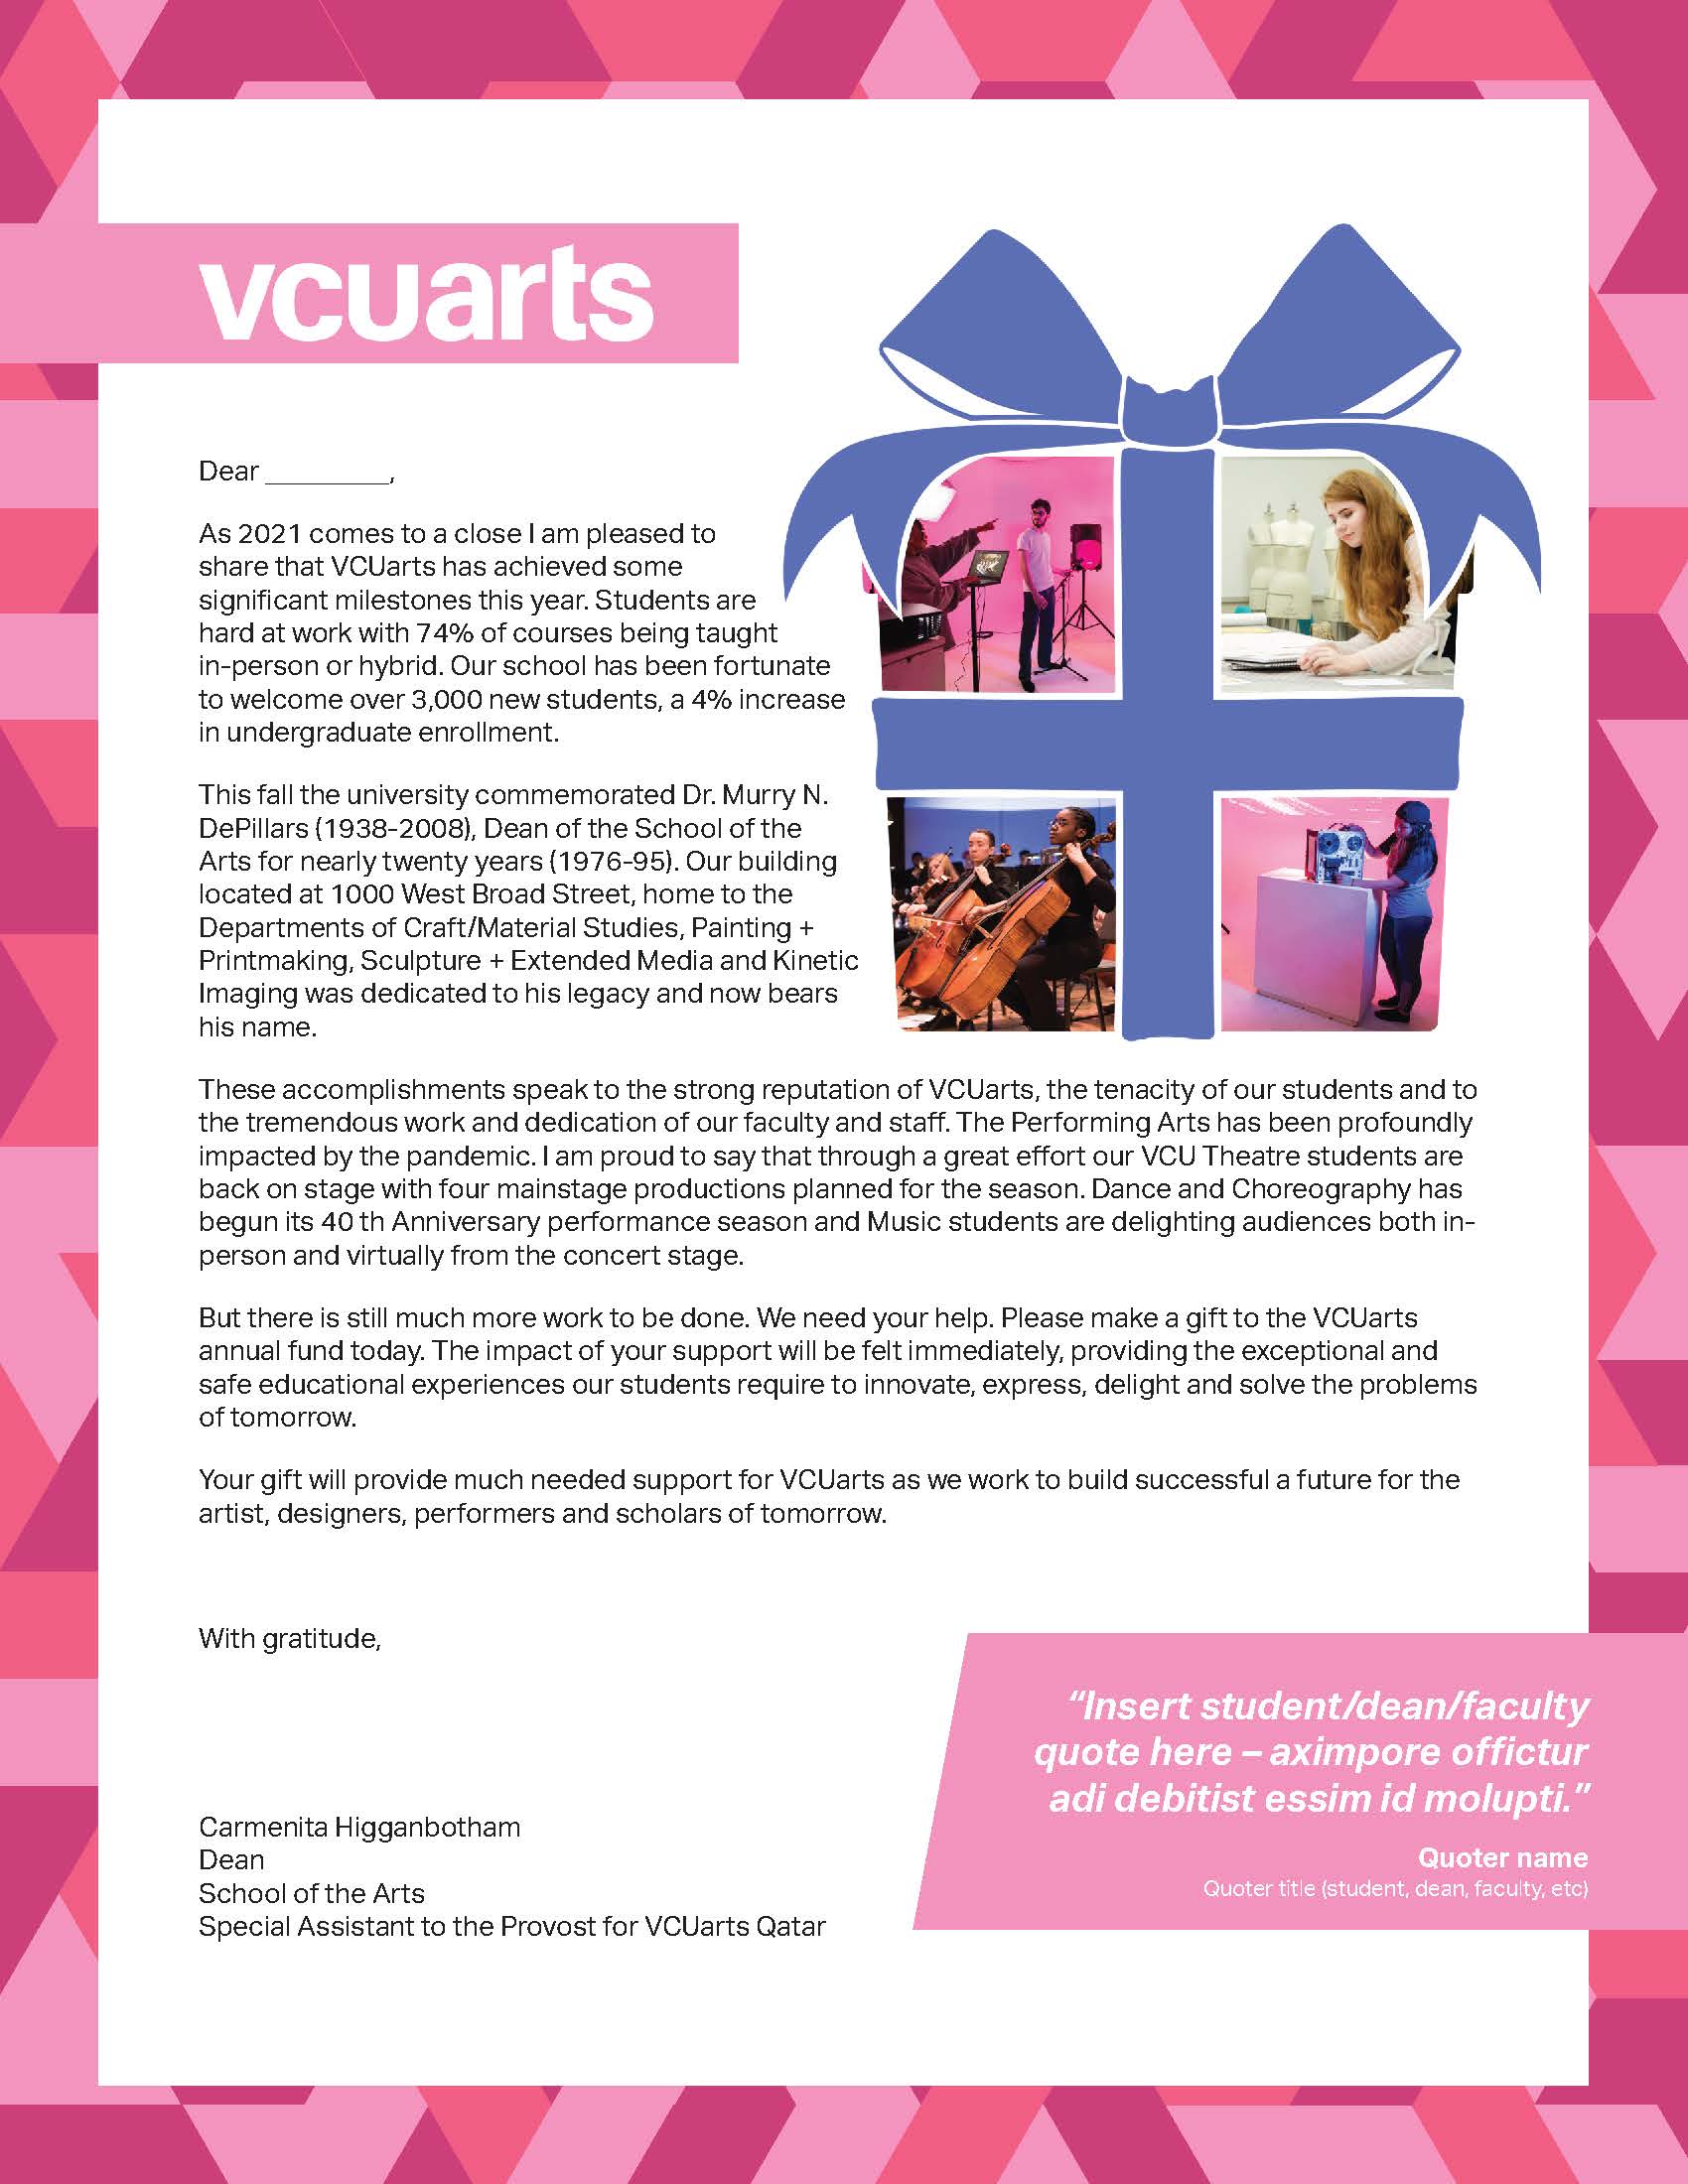 vcuarts
Dear _________,
As 2021 comes to a close I am pleased to
share that VCUarts has achieved some
significant milestones this year. Students are
hard at work with 74% of courses being taught
in-person or hybrid. Our school has been fortunate
to welcome over 3,000 new students, a 4% increase
in undergraduate enrollment.
This fall the university commemorated Dr. Murry N.
DePillars (1938-2008), Dean of the School of the
Arts for nearly twenty years (1976-95). Our building
located at 1000 West Broad Street, home to the
Departments of Craft/Material Studies, Painting +
Printmaking, Sculpture + Extended Media and Kinetic
Imaging was dedicated to his legacy and now bears
his name.
These accomplishments speak to the strong reputation of VCUarts, the tenacity of our students and to
the tremendous work and dedication of our faculty and staff. The Performing Arts has been profoundly
impacted by the pandemic. I am proud to say that through a great effort our VCU Theatre students are
back on stage with four mainstage productions planned for the season. Dance and Choreography has
begun its 40 th Anniversary performance season and Music students are delighting audiences both in-
person and virtually from the concert stage.
But there is still much more work to be done. We need your help. Please make a gift to the VCUarts
annual fund today. The impact of your support will be felt immediately, providing the exceptional and
safe educational experiences our students require to innovate, express, delight and solve the problems
of tomorrow.
Your gift will provide much needed support for VCUarts as we work to build successful a future for the
artist, designers, performers and scholars of tomorrow.
With gratitude,
Carmenita Higganbotham
Dean
School of the Arts
Special Assistant to the Provost for VCUarts Qatar
“Insert student/dean/faculty
quote here – aximpore offictur
adi debitist essim id molupti.”
Quoter name
Quoter title (student, dean, faculty, etc)